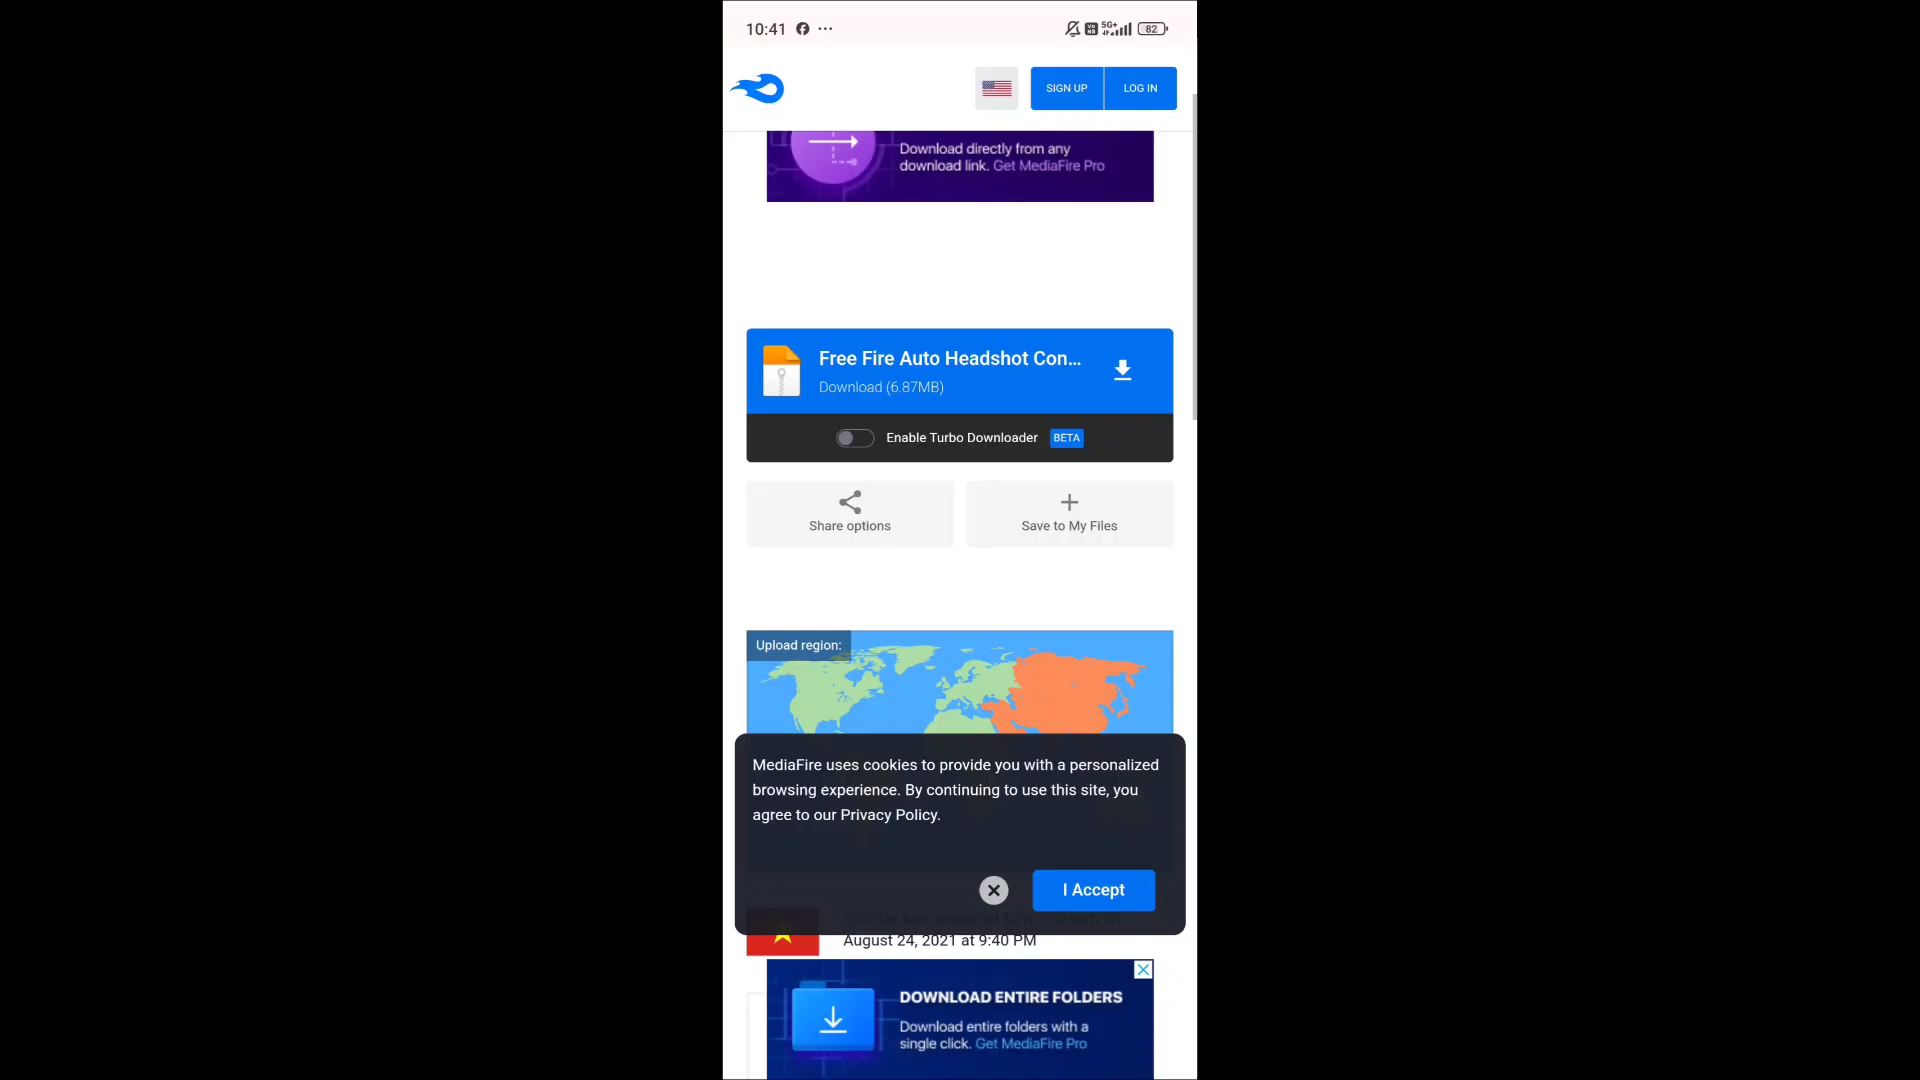 10:41
5G+
82
SIGN UP
LOG IN
Download directly from any
download link. Get MediaFire Pro
Free Fire Auto Headshot Con...
Download (6.87MB)
Enable Turbo Downloader BETA
Share options
Save to My Files
Upload region:
MediaFire uses cookies to provide you with a personalized
browsing experience. By continuing to use this site, you
agree to our Privacy Policy.
I Accept
August 24, 2021 at 9:40 PM
DOWNLOAD ENTIRE FOLDERS
Download entire folders with a
single click. Get MediaFire Pro